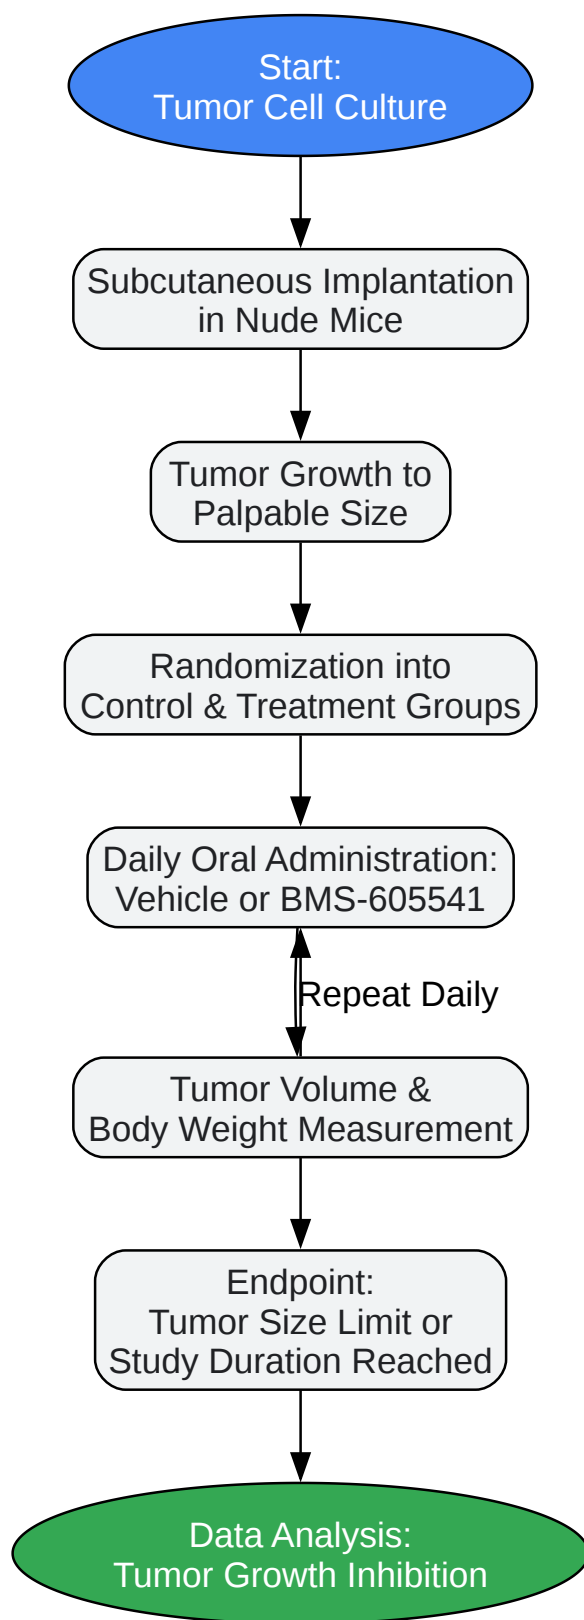 Start:
Tumor Cell Culture
Subcutaneous Implantation
in Nude Mice
Tumor Growth to
Palpable Size
Randomization into
Control & Treatment Groups
Daily Oral Administration:
Vehicle or BMS-605541
Repeat Daily
Tumor Volume &
Body Weight Measurement
Endpoint:
Tumor Size Limit or
Study Duration Reached
Data Analysis:
Tumor Growth Inhibition